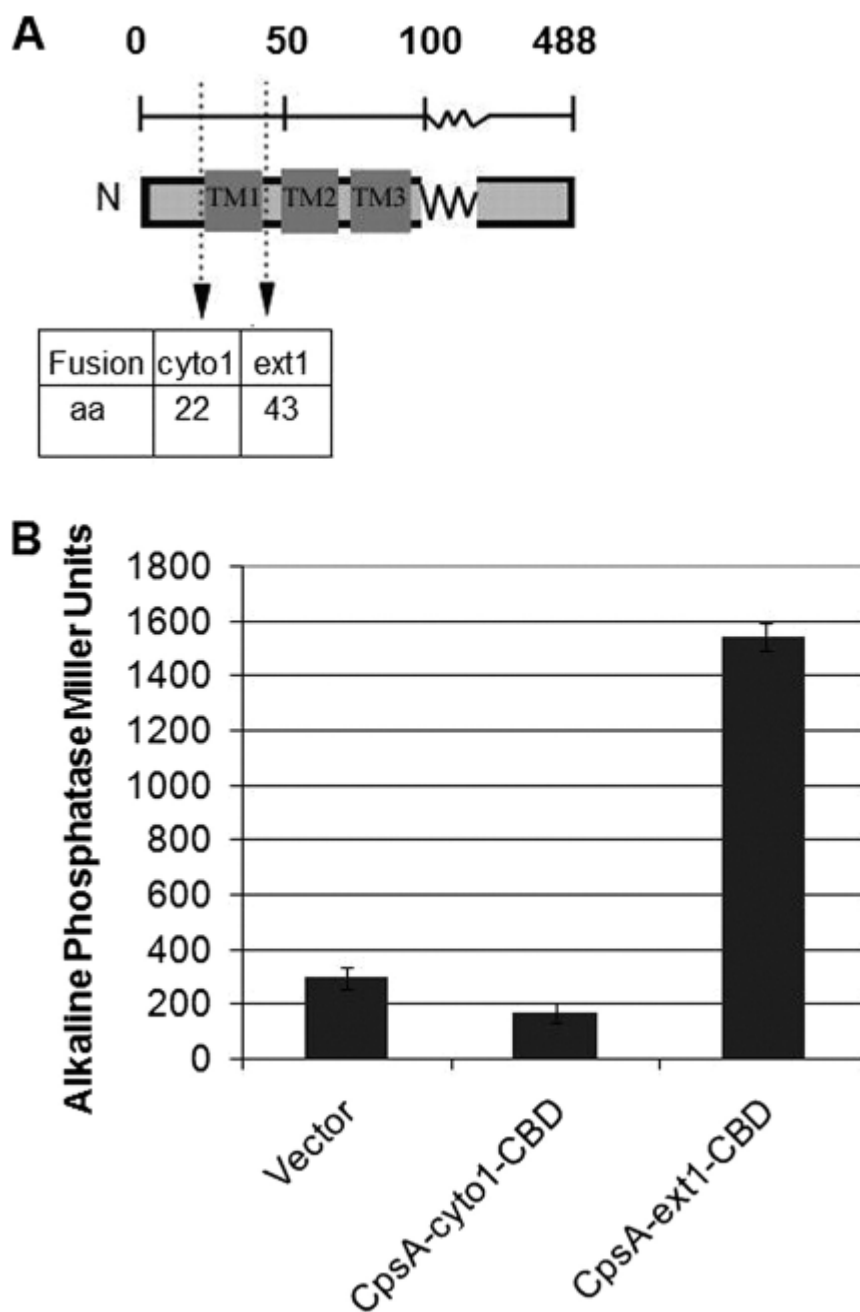 A
0 50 100 488
N TM1 TM2 TM3
Fusion cyto1 ext1
aa 22 43
B
Alkaline Phosphatase Miller Units
1800
1600
1400
1200
1000
800
600
400
200
0
Vector
CpsA-cyto1-CBD
CpsA-ext1-CBD